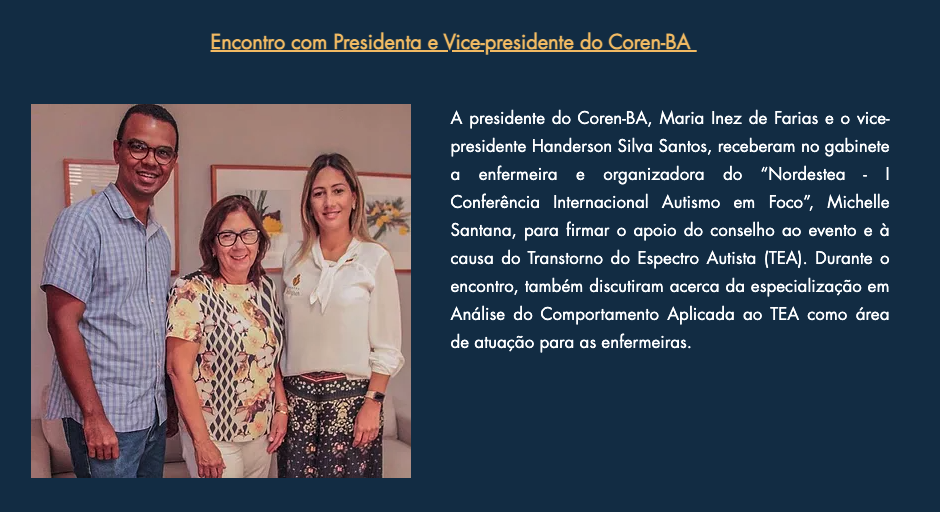 Encontro com Presidenta e Vice-presidente do Coren-BA
A presidente do Coren-BA, Maria Inez de Farias e o vice-
presidente Handerson Silva Santos, receberam no gabinete
a enfermeira e organizadora do “Nordestea - I
Conferência Internacional Autismo em Foco”, Michelle
Santana, para firmar o apoio do conselho ao evento e à
causa do Transtorno do Espectro Autista (TEA). Durante o
encontro, também discutiram acerca da especialização em
Análise do Comportamento Aplicada ao TEA como área
de atuação para as enfermeiras.